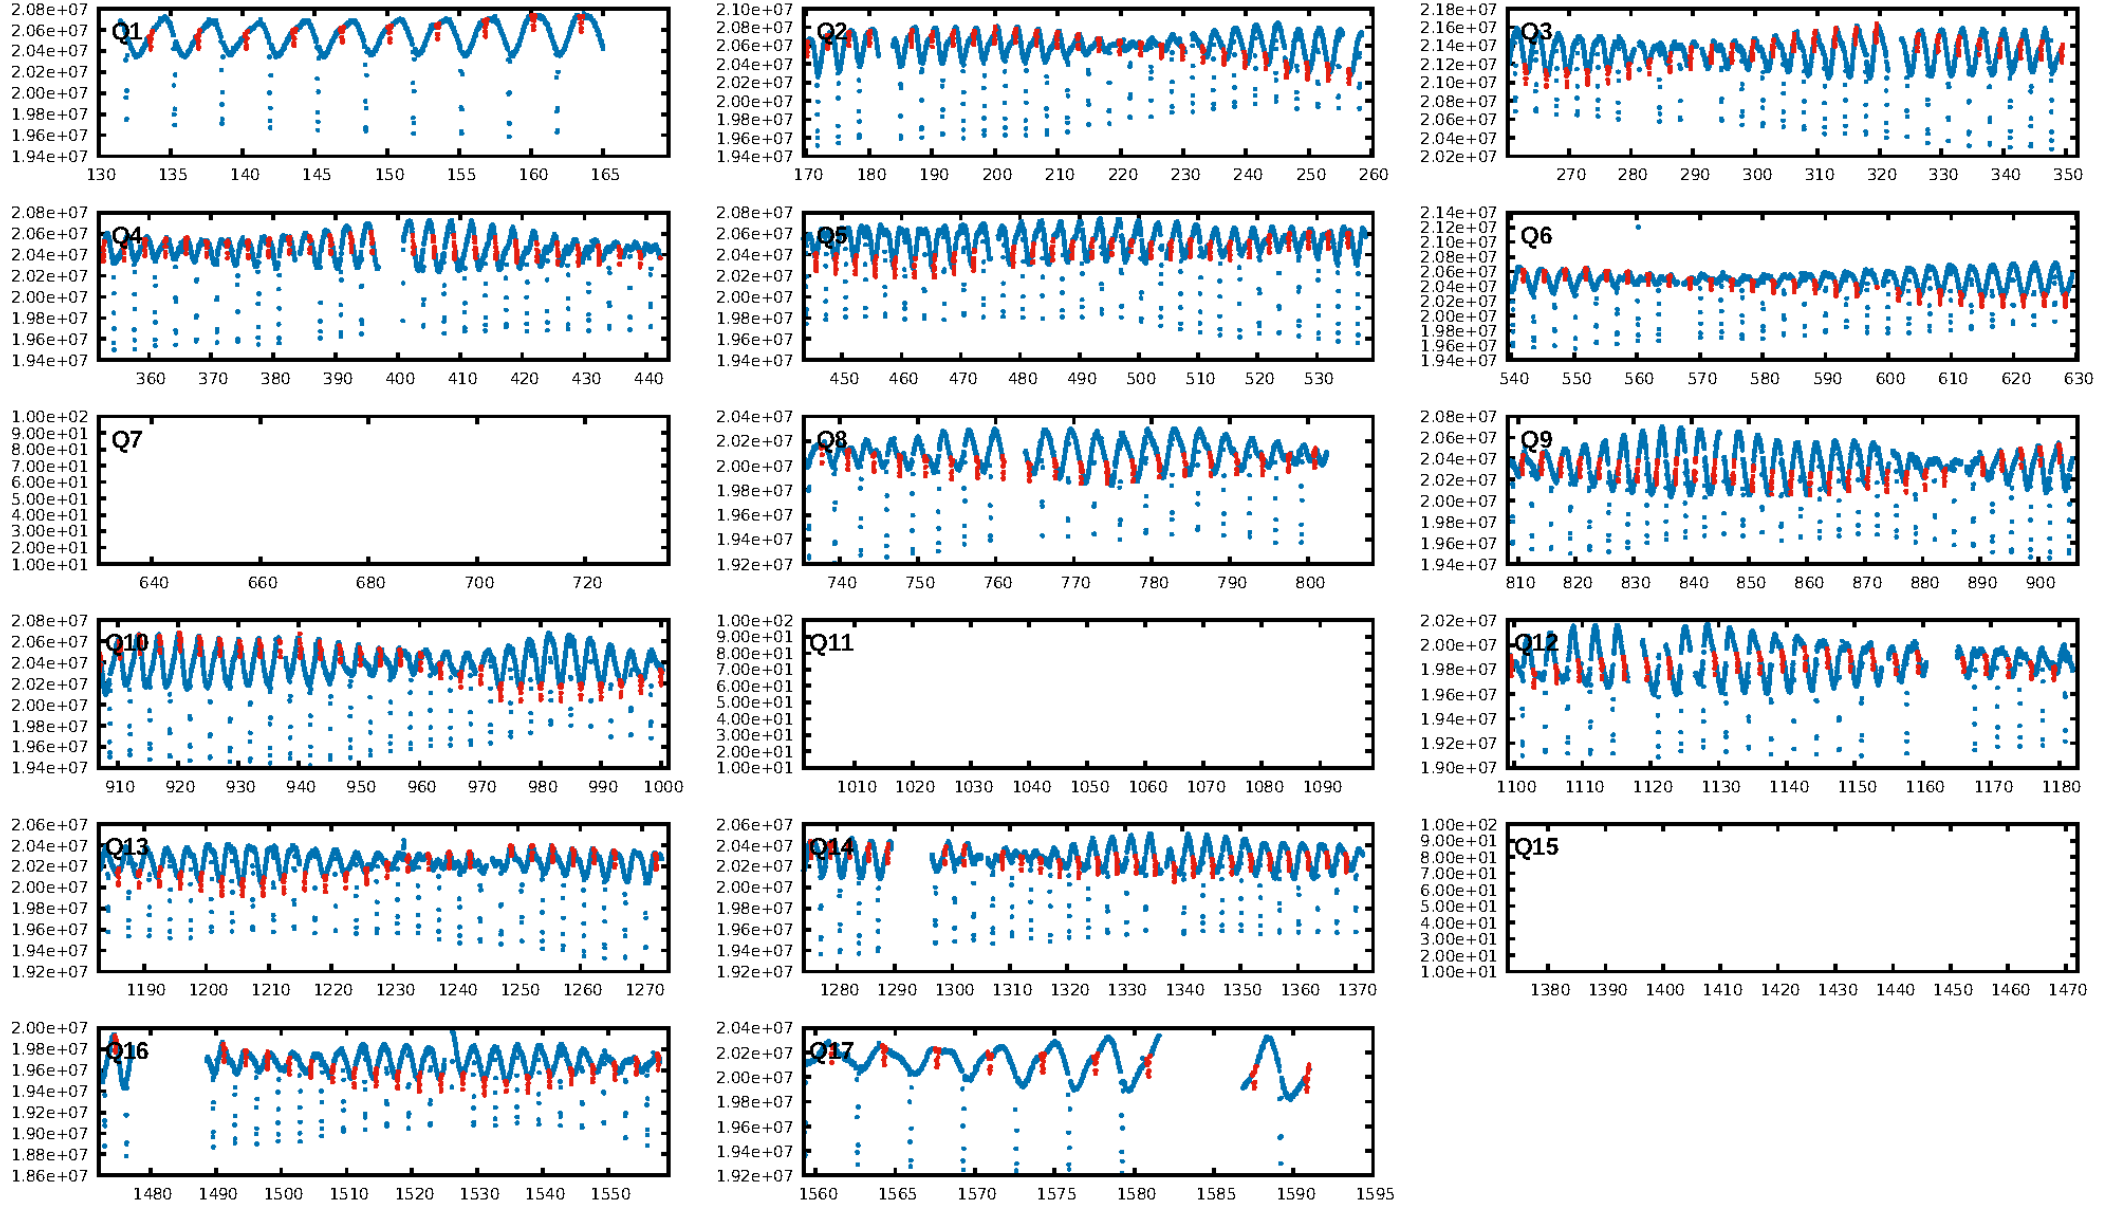 2.08e+07
2.06e+07
2.04e+07
2.02e+07
2.00e+07
1.98e+07
1.96e+07
1.94e+07
Q1
130 135 140 145 150 155 160 165
2.10e+07
2.08e+07
2.06e+07
2.04e+07
2.02e+07
2.00e+07
1.98e+07
1.96e+07
1.94e+07
Q2
170 180 190 200 210 220 230 240 250 260
2.18e+07
2.16e+07
2.14e+07
2.12e+07
2.10e+07
2.08e+07
2.06e+07
2.04e+07
2.02e+07
Q3
270 280 290 300 310 320 330 340 350
2.08e+07
2.06e+07
2.04e+07
2.02e+07
2.00e+07
1.98e+07
1.96e+07
1.94e+07
Q4
360 370 380 390 400 410 420 430 440
2.08e+07
2.06e+07
2.04e+07
2.02e+07
2.00e+07
1.98e+07
1.96e+07
1.94e+07
Q5
450 460 470 480 490 500 510 520 530
2.14e+07
2.12e+07
2.10e+07
2.08e+07
2.06e+07
2.04e+07
2.02e+07
2.00e+07
1.98e+07
1.96e+07
1.94e+07
Q6
540 550 560 570 580 590 600 610 620 630
1.00e+02
9.00e+01
8.00e+01
7.00e+01
6.00e+01
5.00e+01
4.00e+01
3.00e+01
2.00e+01
1.00e+01
Q7
640 660 680 700 720
2.04e+07
2.02e+07
2.00e+07
1.98e+07
1.96e+07
1.94e+07
1.92e+07
Q8
740 750 760 770 780 790 800
2.08e+07
2.06e+07
2.04e+07
2.02e+07
2.00e+07
1.98e+07
1.96e+07
1.94e+07
Q9
810 820 830 840 850 860 870 880 890 900
2.08e+07
2.06e+07
2.04e+07
2.02e+07
2.00e+07
1.98e+07
1.96e+07
1.94e+07
Q10
910 920 930 940 950 960 970 980 990 1000
1.00e+02
9.00e+01
8.00e+01
7.00e+01
6.00e+01
5.00e+01
4.00e+01
3.00e+01
2.00e+01
1.00e+01
Q11
1010 1020 1030 1040 1050 1060 1070 1080 1090
2.02e+07
2.00e+07
1.98e+07
1.96e+07
1.94e+07
1.92e+07
1.90e+07
Q12
1100 1110 1120 1130 1140 1150 1160 1170 1180
2.06e+07
2.04e+07
2.02e+07
2.00e+07
1.98e+07
1.96e+07
1.94e+07
1.92e+07
Q13
1190 1200 1210 1220 1230 1240 1250 1260 1270
2.06e+07
2.04e+07
2.02e+07
2.00e+07
1.98e+07
1.96e+07
1.94e+07
1.92e+07
Q14
1280 1290 1300 1310 1320 1330 1340 1350 1360 1370
1.00e+02
9.00e+01
8.00e+01
7.00e+01
6.00e+01
5.00e+01
4.00e+01
3.00e+01
2.00e+01
1.00e+01
Q15
1380 1390 1400 1410 1420 1430 1440 1450 1460 1470
2.00e+07
1.98e+07
1.96e+07
1.94e+07
1.92e+07
1.90e+07
1.88e+07
1.86e+07
Q16
1480 1490 1500 1510 1520 1530 1540 1550
2.04e+07
2.02e+07
2.00e+07
1.98e+07
1.96e+07
1.94e+07
1.92e+07
Q17
1560 1565 1570 1575 1580 1585 1590 1595